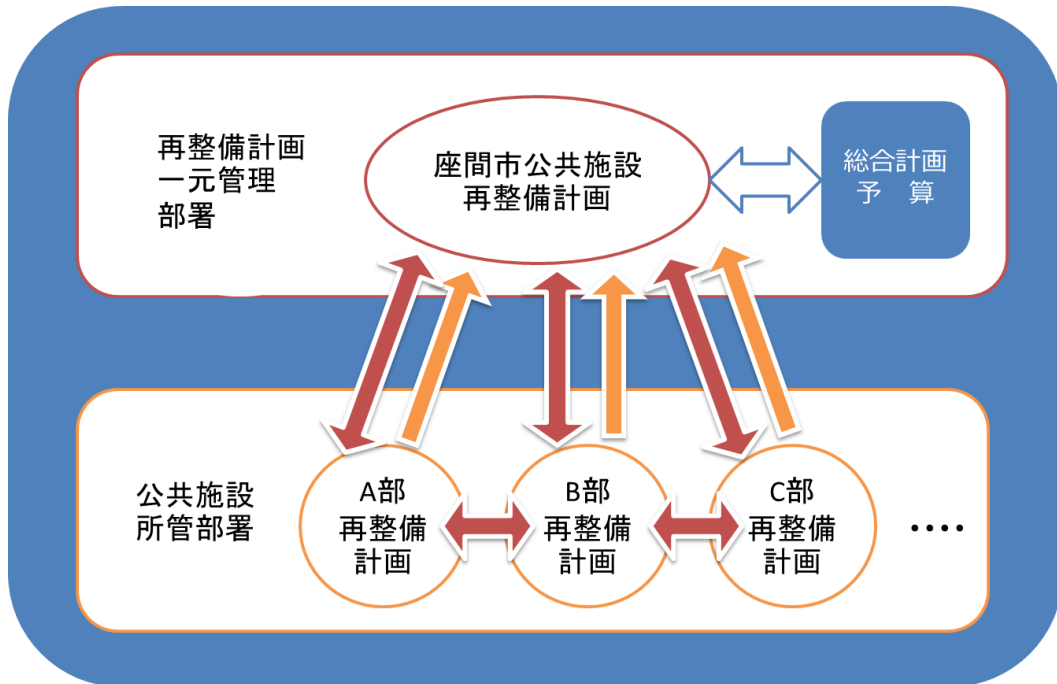 再整備計画
一元管理
部署
座間市公共施設
再整備計画
総合計画
予　算
公共施設
所管部署
A部
再整備
計画
B部
再整備
計画
C部
再整備
計画
････